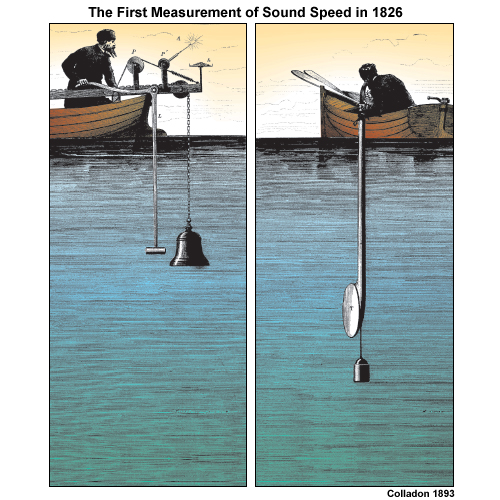 The First Measurement of Sound Speed in 1826
Colladon 1893